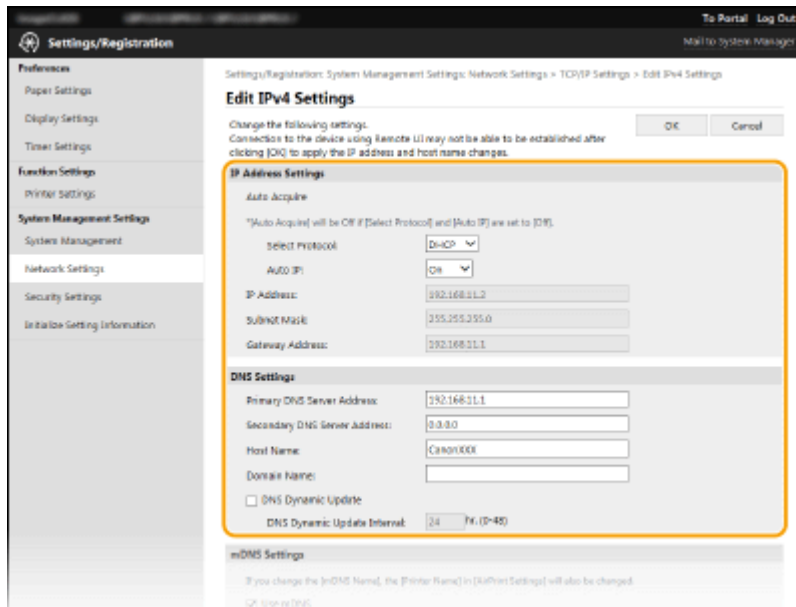 To Portal Log Out
Settings/Registration
Mail to System Manager
Preferences
Paper Settings
Display Settings
Timer Settings
Function Settings
Printer Settings
System Management Settings
System Management
Network Settings
Security Settings
Initialize Setting Information
Settings/Registration: System Management Settings: Network Settings > TCP/IP Settings > Edit IPv4 Settings
Edit IPv4 Settings
Change the following settings.
Connection to the device using Remote UI may not be able to be established after
clicking [OK] to apply the IP address and host name changes.
OK Cancel
IP Address Settings
Auto Acquire
*[Auto Acquire] will be Off if [Select Protocol] and [Auto IP] are set to [Off].
Select Protocol: DHCP
Auto IP: On
IP Address: 192.168.11.2
Subnet Mask: 255.255.255.0
Gateway Address: 192.168.11.1
DNS Settings
Primary DNS Server Address: 192.168.11.1
Secondary DNS Server Address: 0.0.0.0
Host Name: CanonXXX
Domain Name:
DNS Dynamic Update
DNS Dynamic Update Interval: 24 hr. (0-48)
mDNS Settings
If you change the [mDNS Name], the [Printer Name] in [AirPrint Settings] will also be changed.
Use mDNS